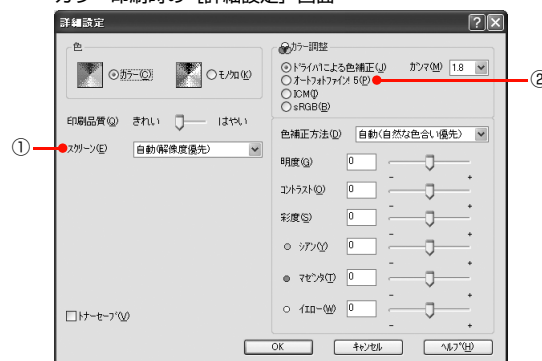 カラー印刷時の［詳細設定］画面
詳細設定
色
カラー(C)
モノクロ(K)
印刷品質(Q) きれい はやい
① スクリーン(E) 自動(解像度優先)
トナーセーブ(V)
カラー調整
ドライバによる色補正(J) ガンマ(M) 1.8
オートフォトファイン!5(P) ②
ICM(I)
sRGB(B)
色補正方法(D) 自動(自然な色合い優先)
明度(G) 0
- +
コントラスト(O) 0
- +
彩度(S) 0
- +
シアン(Y) 0
- +
マゼンタ(T) 0
- +
イエロー(W) 0
- +
OK キャンセル ヘルプ(H)